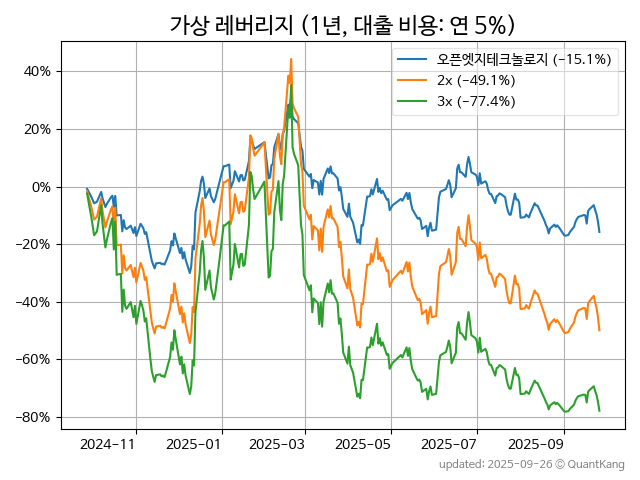 가상 레버리지 (1년, 대출 비용: 연 5%)
오픈엣지테크놀로지 (−15.1%)
2x (−49.1%)
3x (−77.4%)
40%
20%
0%
−20%
−40%
−60%
−80%
2024-11 2025-01 2025-03 2025-05 2025-07 2025-09
updated: 2025-09-26 © QuantKang